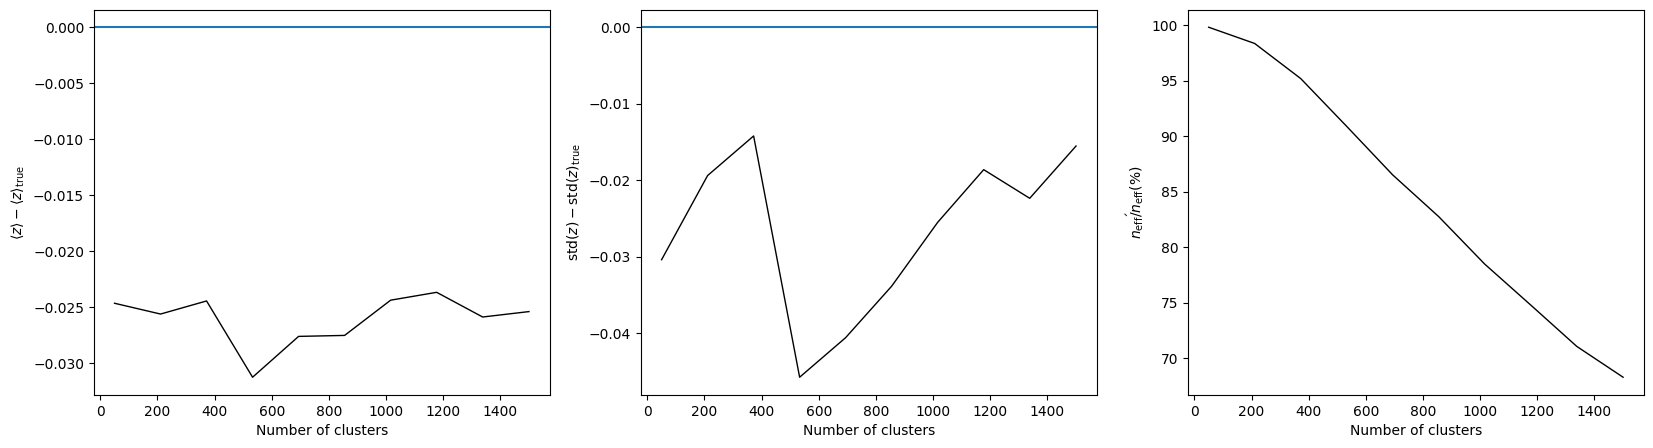 0.000
−0.005
−0.010
−0.015
−0.020
−0.025
−0.030
⟨z⟩ − ⟨z⟩true
0 200 400 600 800 1000 1200 1400
Number of clusters
0.00
−0.01
−0.02
−0.03
−0.04
std(z) − std(z)true
0 200 400 600 800 1000 1200 1400
Number of clusters
100
95
90
85
80
75
70
n′eff/neff(%)
0 200 400 600 800 1000 1200 1400
Number of clusters